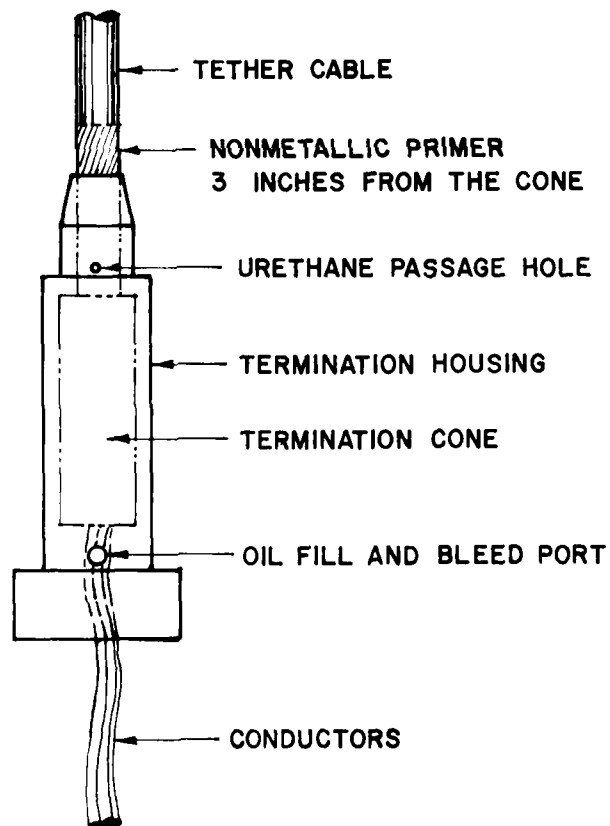 TETHER CABLE
NONMETALLIC PRIMER
3 INCHES FROM THE CONE
URETHANE PASSAGE HOLE
TERMINATION HOUSING
TERMINATION CONE
OIL FILL AND BLEED PORT
CONDUCTORS